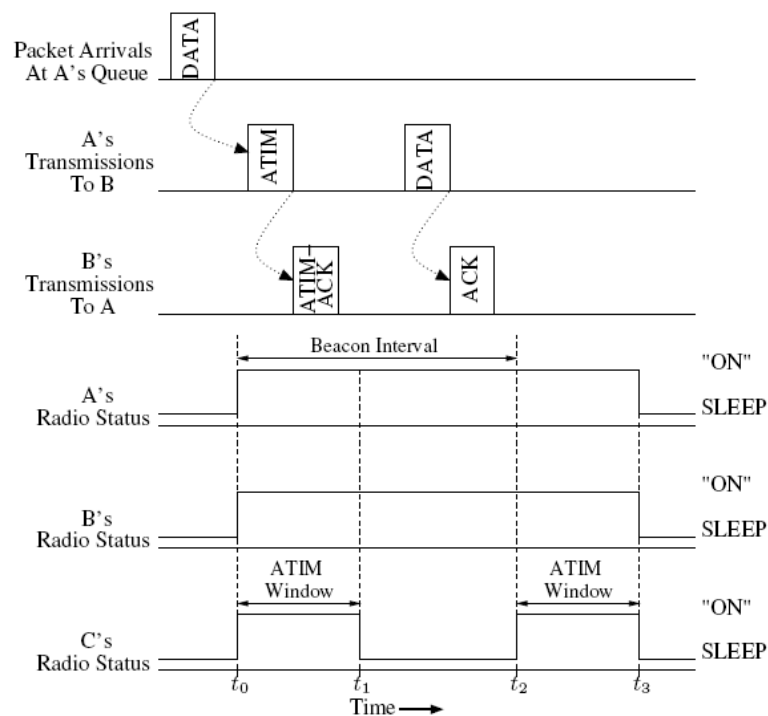 DATA
Packet Arrivals
At A's Queue
A's
Transmissions
To B
ATIM
DATA
B's
Transmissions
To A
ATIM–
ACK
ACK
Beacon Interval
"ON"
A's
Radio Status
SLEEP
"ON"
B's
Radio Status
SLEEP
ATIM
Window
ATIM
Window
"ON"
C's
Radio Status
SLEEP
t0 t1 t2 t3
Time